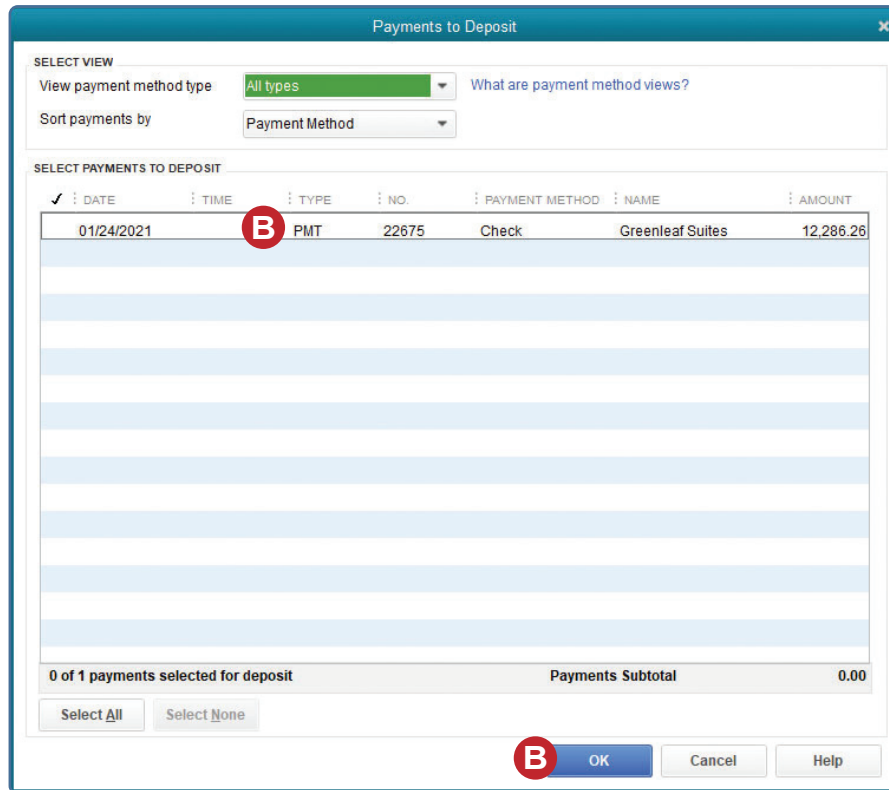 Payments to Deposit
SELECT VIEW
View payment method type All types What are payment method views?
Sort payments by Payment Method
SELECT PAYMENTS TO DEPOSIT
✓ DATE TIME TYPE NO. PAYMENT METHOD NAME AMOUNT
01/24/2021 B PMT 22675 Check Greenleaf Suites 12,286.26
0 of 1 payments selected for deposit Payments Subtotal 0.00
Select All Select None
B OK Cancel Help